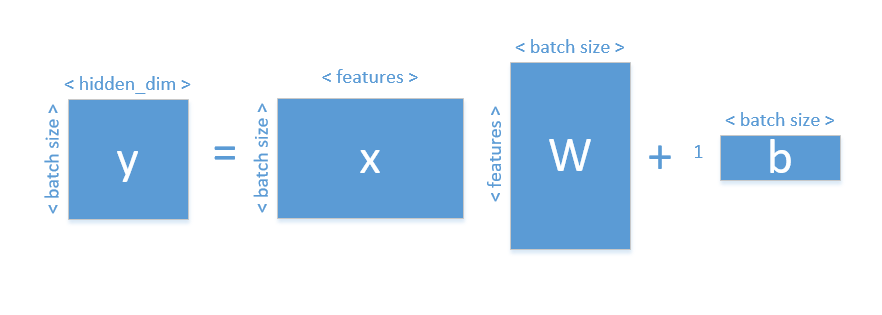 < hidden_dim >
< batch size >
y
=
< features >
< batch size >
x
< batch size >
< features >
W
+
1
< batch size >
b